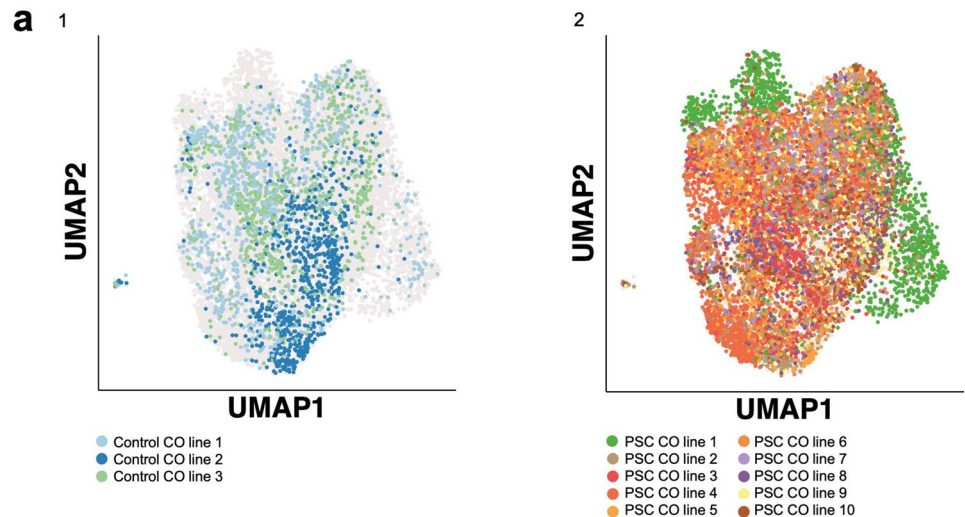 a
1
2
UMAP2
UMAP2
UMAP1
UMAP1
Control CO line 1
Control CO line 2
Control CO line 3
PSC CO line 1
PSC CO line 2
PSC CO line 3
PSC CO line 4
PSC CO line 5
PSC CO line 6
PSC CO line 7
PSC CO line 8
PSC CO line 9
PSC CO line 10